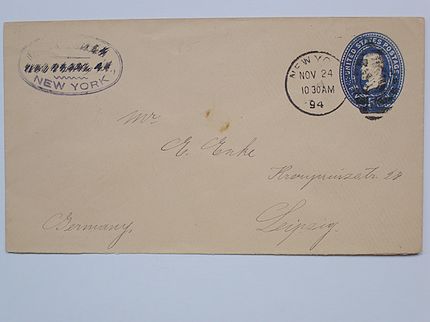 NEW YORK
NEW YORK
NOV 24
10 30 AM
94
UNITED STATES POSTAGE
Mr
E. Enke
Kronprinzstr. 28
Leipzig.
Germany,